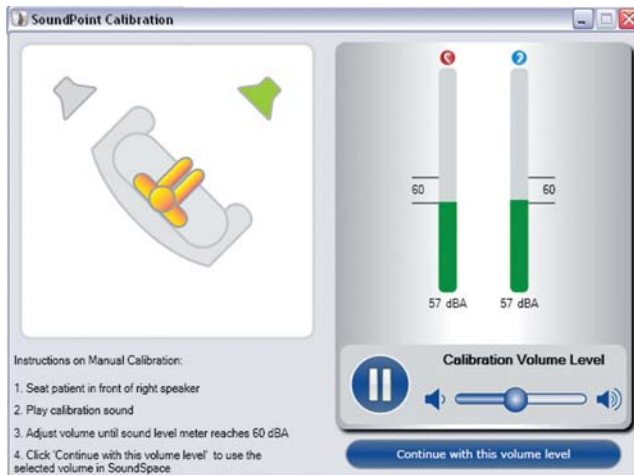 SoundPoint Calibration
Instructions on Manual Calibration:
1. Seat patient in front of right speaker
2. Play calibration sound
3. Adjust volume until sound level meter reaches 60 dBA
4. Click 'Continue with this volume level' to use the
selected volume in SoundSpace
60 60
57 dBA 57 dBA
Calibration Volume Level
Continue with this volume level